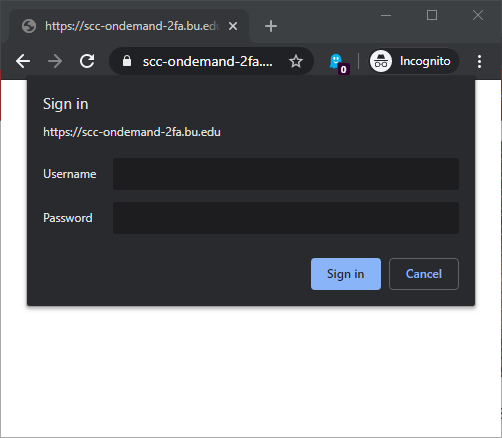 https://scc-ondemand-2fa.bu.edu
scc-ondemand-2fa....
0
Incognito
Sign in
https://scc-ondemand-2fa.bu.edu
Username
Password
Sign in
Cancel